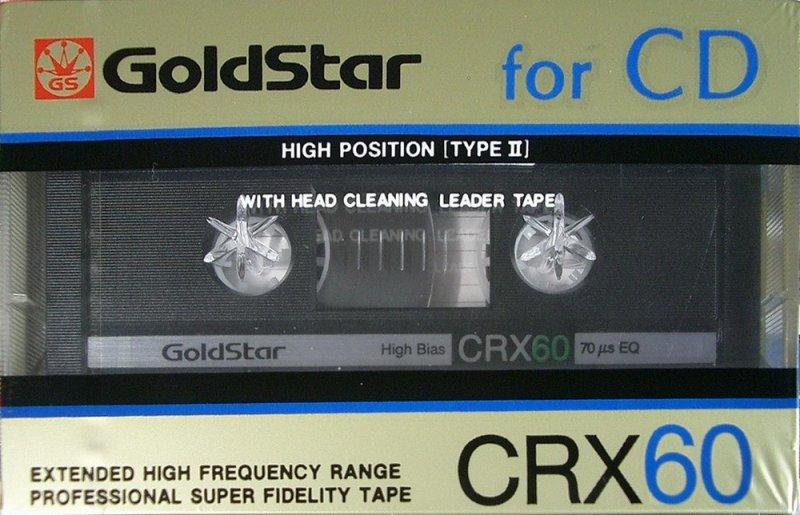 GS GoldStar for CD
HIGH POSITION [TYPE II]
WITH HEAD CLEANING LEADER TAPE
GoldStar High Bias CRX60 70 µs EQ
EXTENDED HIGH FREQUENCY RANGE
PROFESSIONAL SUPER FIDELITY TAPE
CRX60